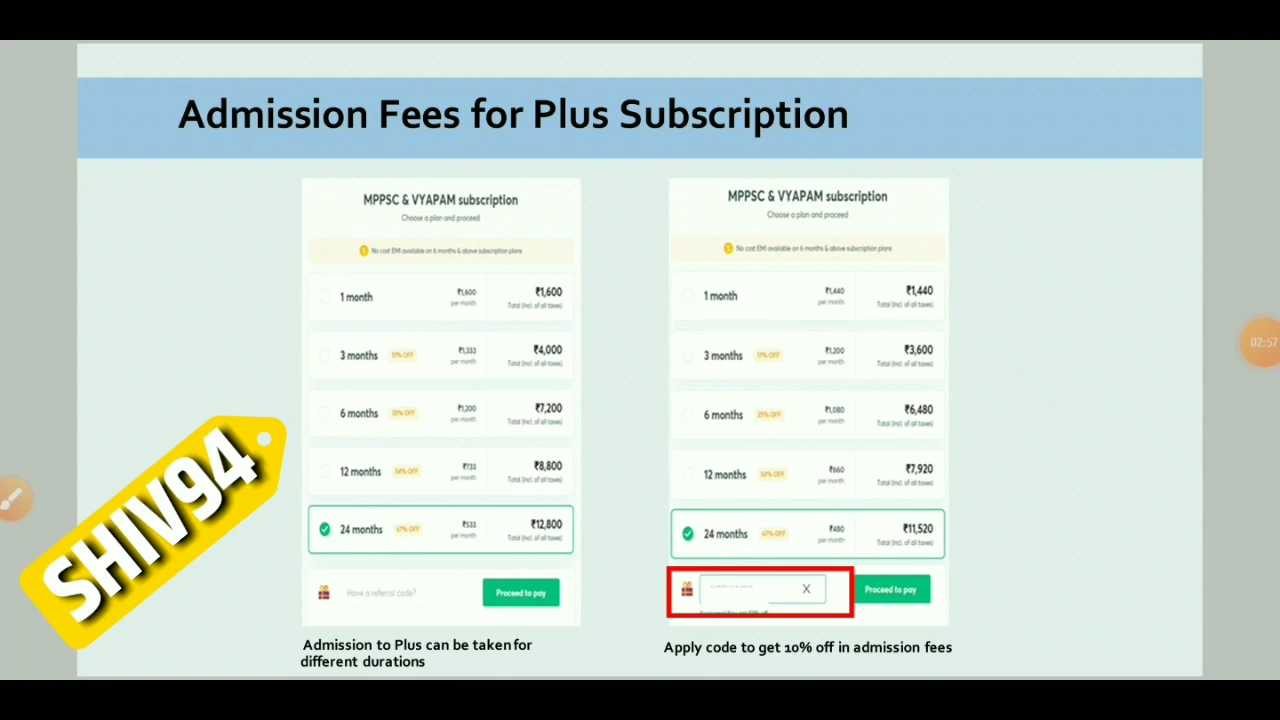 Admission Fees for Plus Subscription
MPPSC & VYAPAM subscription
Choose a plan and proceed
No cost EMI available on 6 months & above subscription plans
1 month ₹1,600 ₹1,600
per month Total (Incl. of all taxes)
3 months 17% OFF ₹1,333 ₹4,000
per month Total (Incl. of all taxes)
6 months 25% OFF ₹1,200 ₹7,200
per month Total (Incl. of all taxes)
12 months 54% OFF ₹733 ₹8,800
per month Total (Incl. of all taxes)
24 months 67% OFF ₹533 ₹12,800
per month Total (Incl. of all taxes)
Have a referral code? Proceed to pay
Admission to Plus can be taken for
different durations
MPPSC & VYAPAM subscription
Choose a plan and proceed
No cost EMI available on 6 months & above subscription plans
1 month ₹1,440 ₹1,440
per month Total (Incl. of all taxes)
3 months 17% OFF ₹1,200 ₹3,600
per month Total (Incl. of all taxes)
6 months ₹1,080 ₹6,480
per month Total (Incl. of all taxes)
12 months 54% OFF ₹660 ₹7,920
per month Total (Incl. of all taxes)
24 months 67% OFF ₹480 ₹11,520
per month Total (Incl. of all taxes)
X Proceed to pay
Apply code to get 10% off in admission fees
SHIV94
02:57